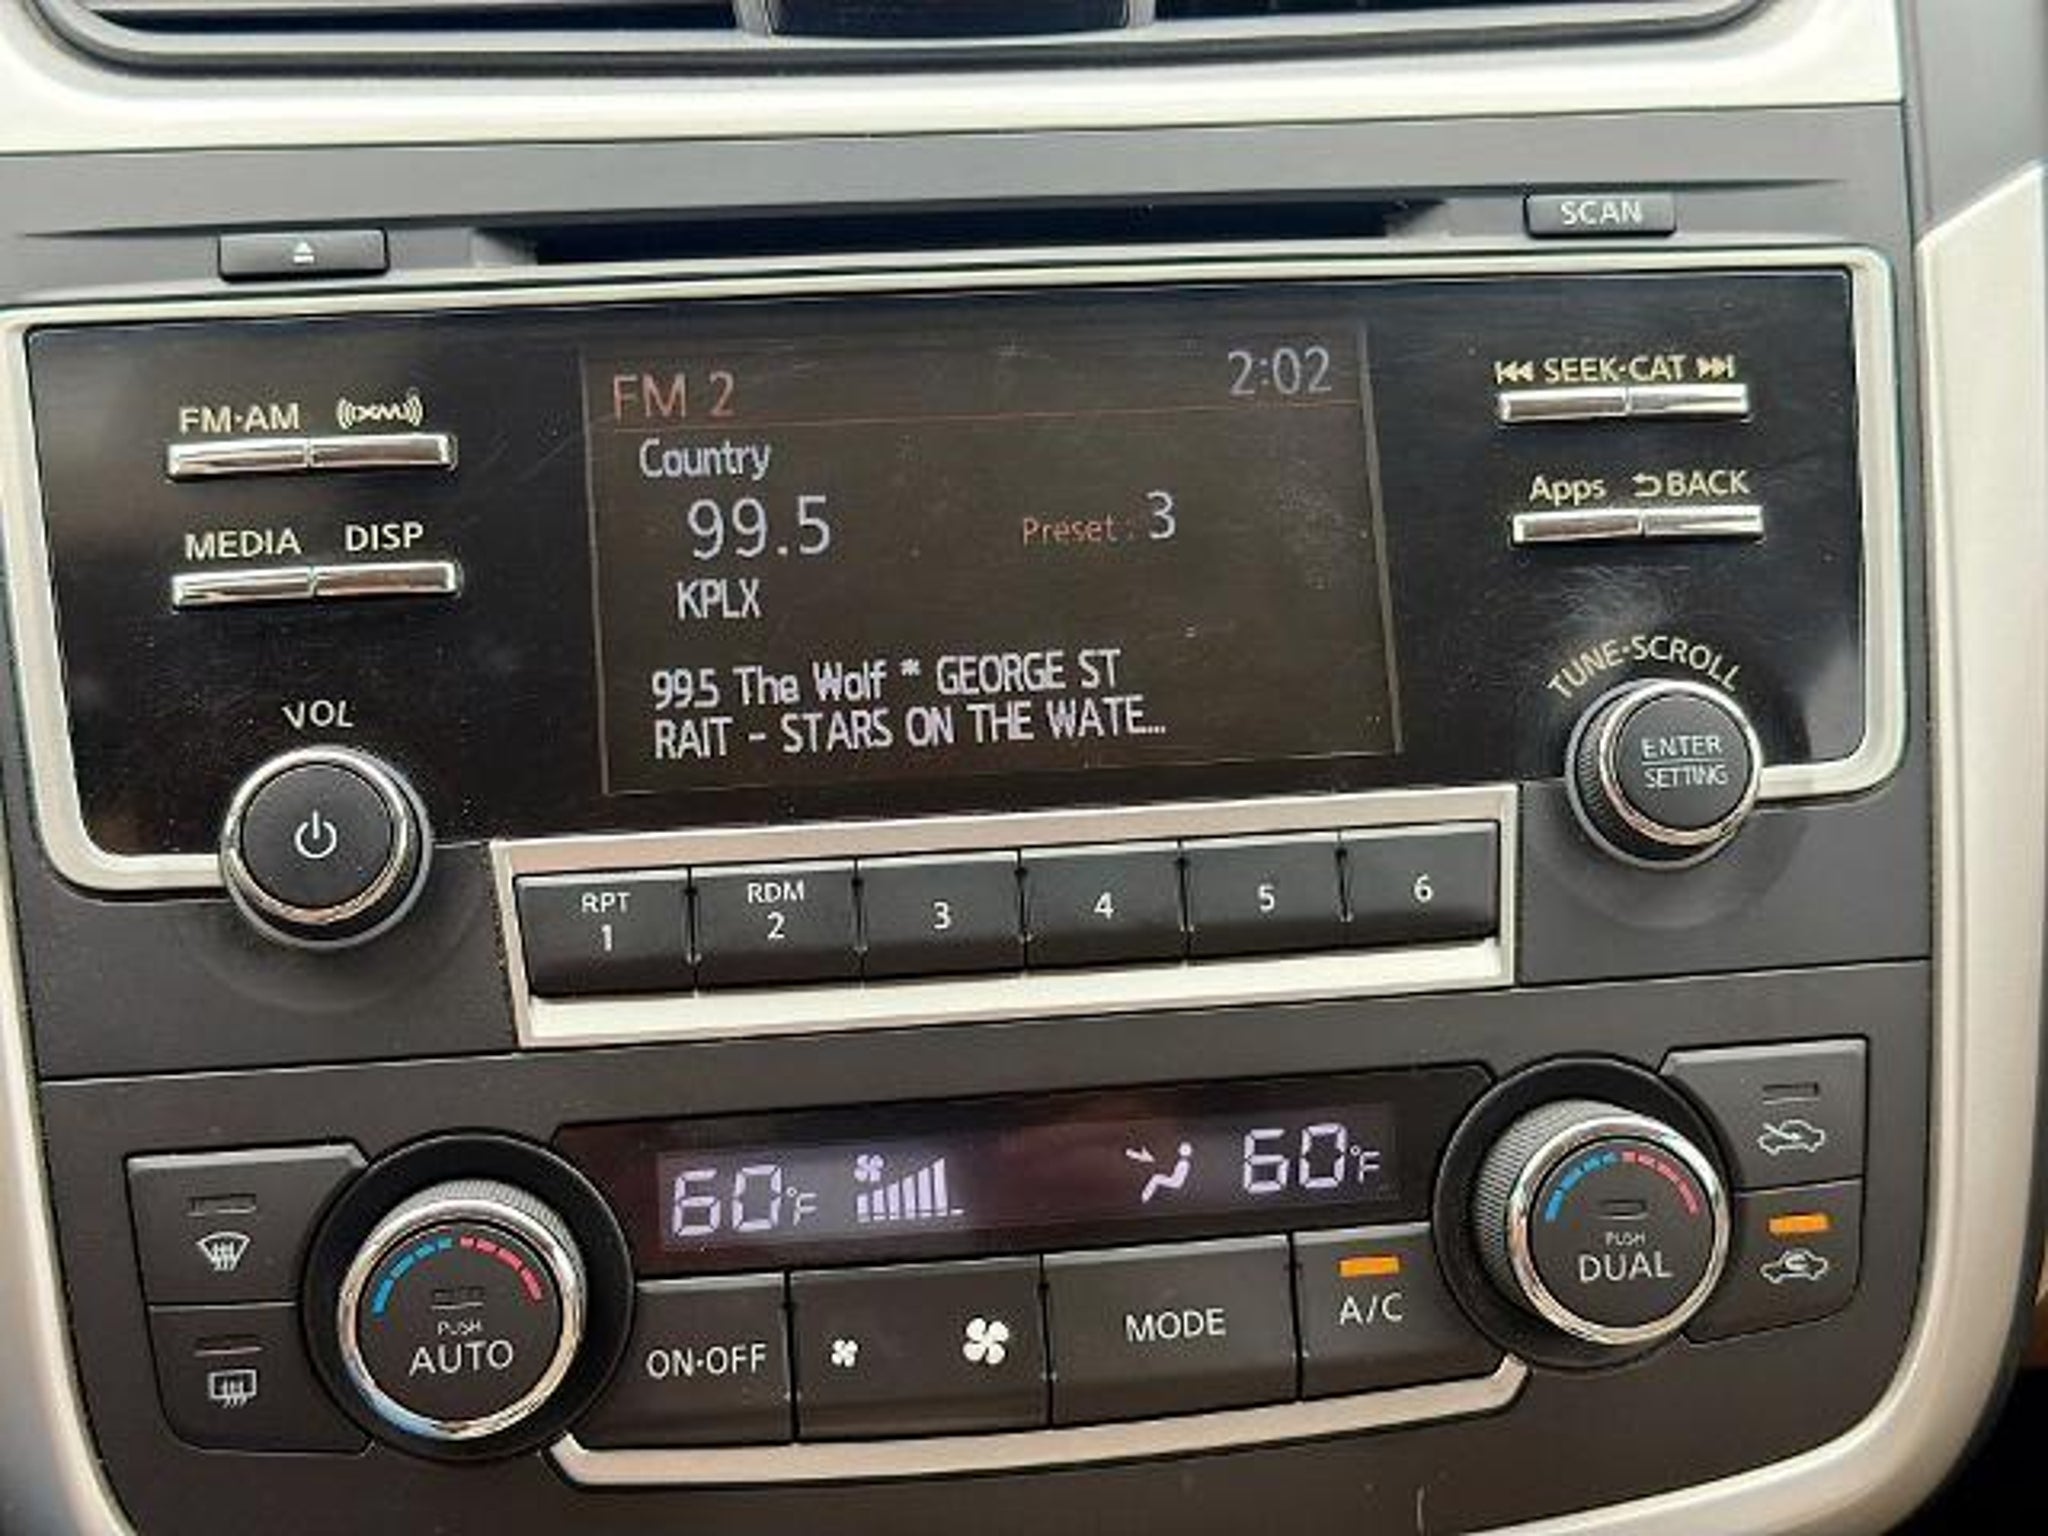 SCAN
FM·AM
XM
MEDIA DISP
VOL
FM 2 2:02
Country
99.5 Preset : 3
KPLX
99.5 The Wolf * GEORGE ST
RAIT - STARS ON THE WATE...
SEEK·CAT
Apps BACK
TUNE·SCROLL
ENTER
SETTING
RPT
1
RDM
2
3
4
5
6
60°F
60°F
PUSH
AUTO
ON·OFF
MODE
A/C
PUSH
DUAL